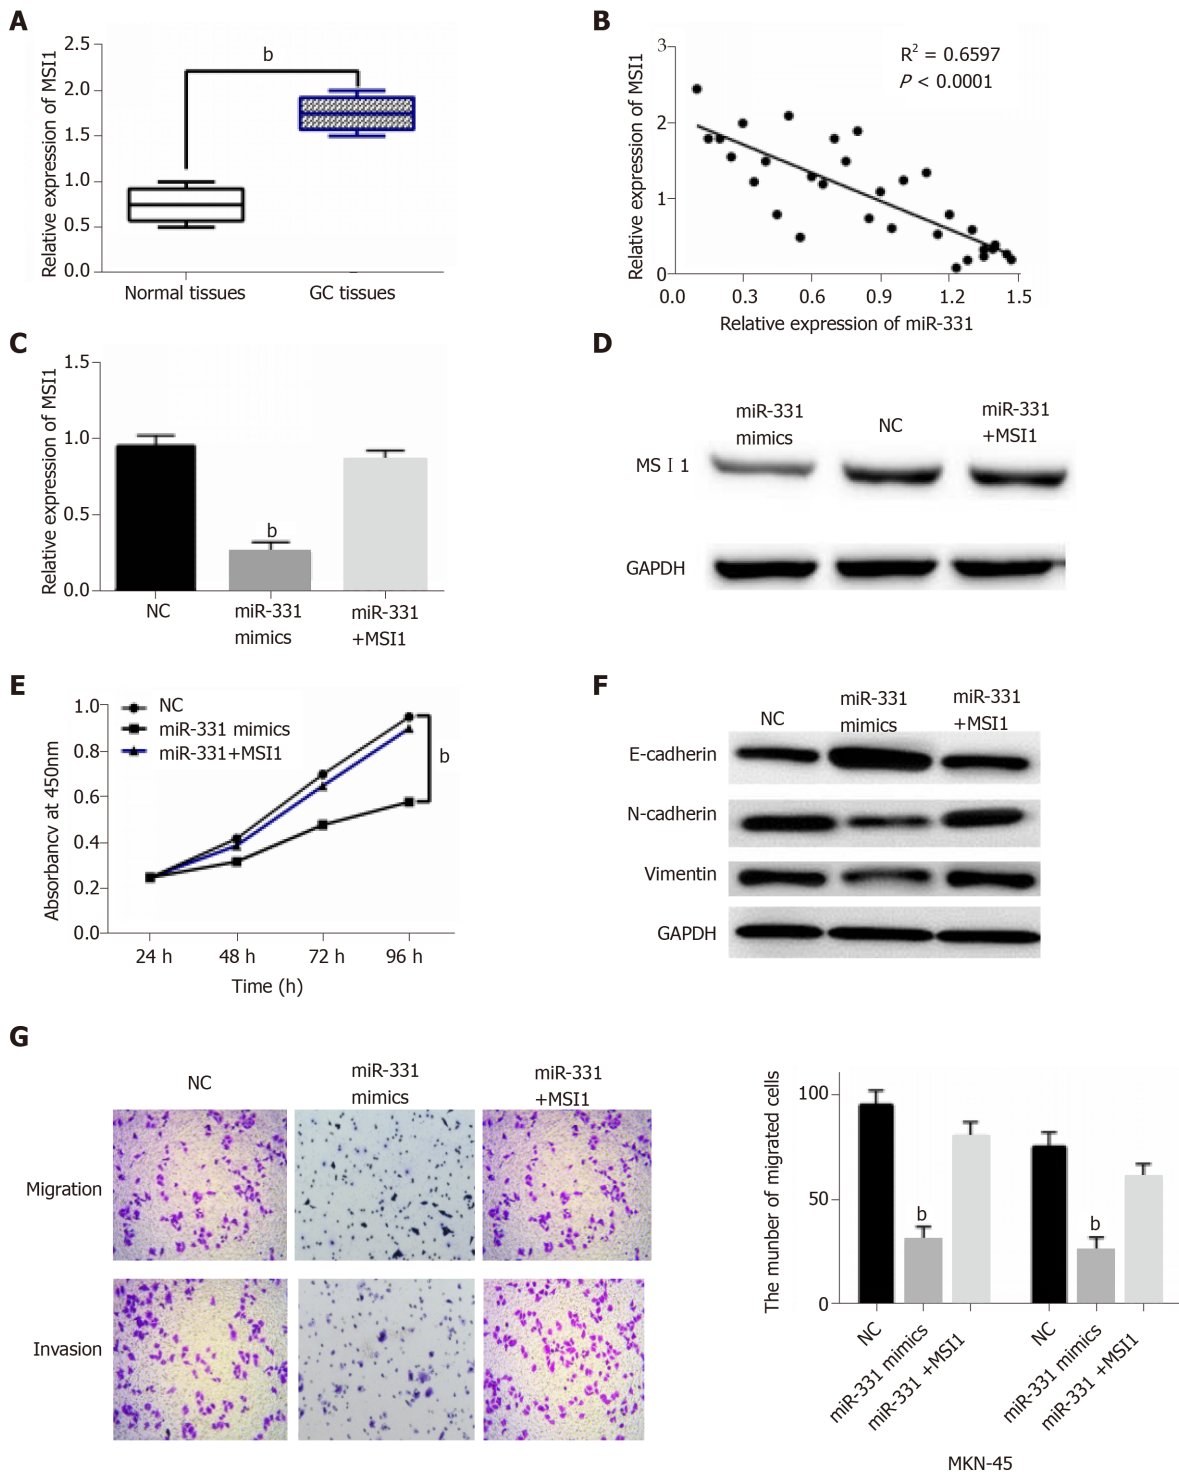 A
Relative expression of MSI1
2.5
2.0
1.5
1.0
0.5
0.0
b
Normal tissues
GC tissues
B
Relative expression of MSI1
3
2
1
0
R² = 0.6597
P < 0.0001
0.0 0.3 0.6 0.9 1.2 1.5
Relative expression of miR-331
C
Relative expression of MSI1
1.5
1.0
0.5
0.0
b
NC
miR-331
mimics
miR-331
+MSI1
D
miR-331
mimics
NC
miR-331
+MSI1
MSⅠ1
GAPDH
E
Absorbancy at 450nm
1.0
0.8
0.6
0.4
0.2
0.0
NC
miR-331 mimics
miR-331+MSI1
b
24 h 48 h 72 h 96 h
Time (h)
F
NC
miR-331
mimics
miR-331
+MSI1
E-cadherin
N-cadherin
Vimentin
GAPDH
G
NC
miR-331
mimics
miR-331
+MSI1
Migration
Invasion
The munber of migrated cells
100
50
0
b
b
NC
miR-331 mimics
miR-331 +MSI1
NC
miR-331 mimics
miR-331 +MSI1
MKN-45